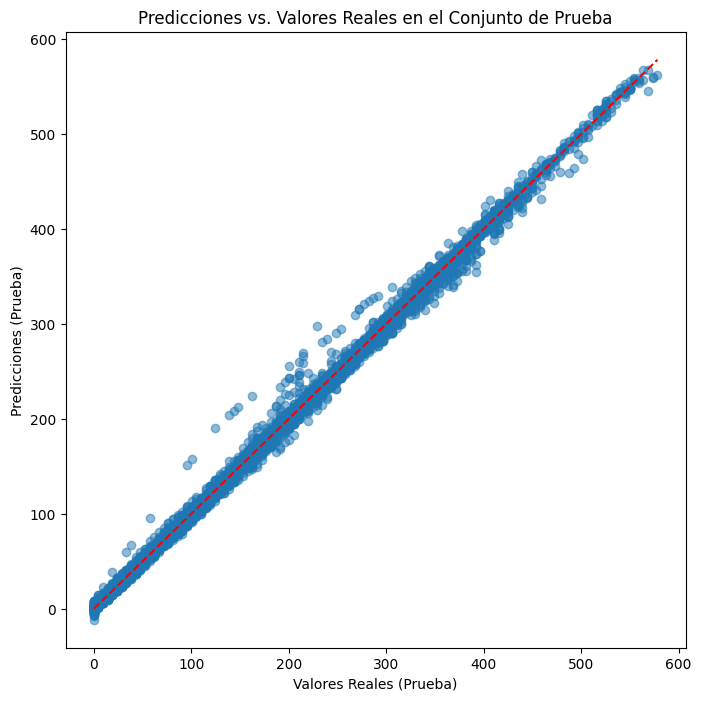 Predicciones vs. Valores Reales en el Conjunto de Prueba
600
500
400
300
200
100
0
Predicciones (Prueba)
0 100 200 300 400 500 600
Valores Reales (Prueba)